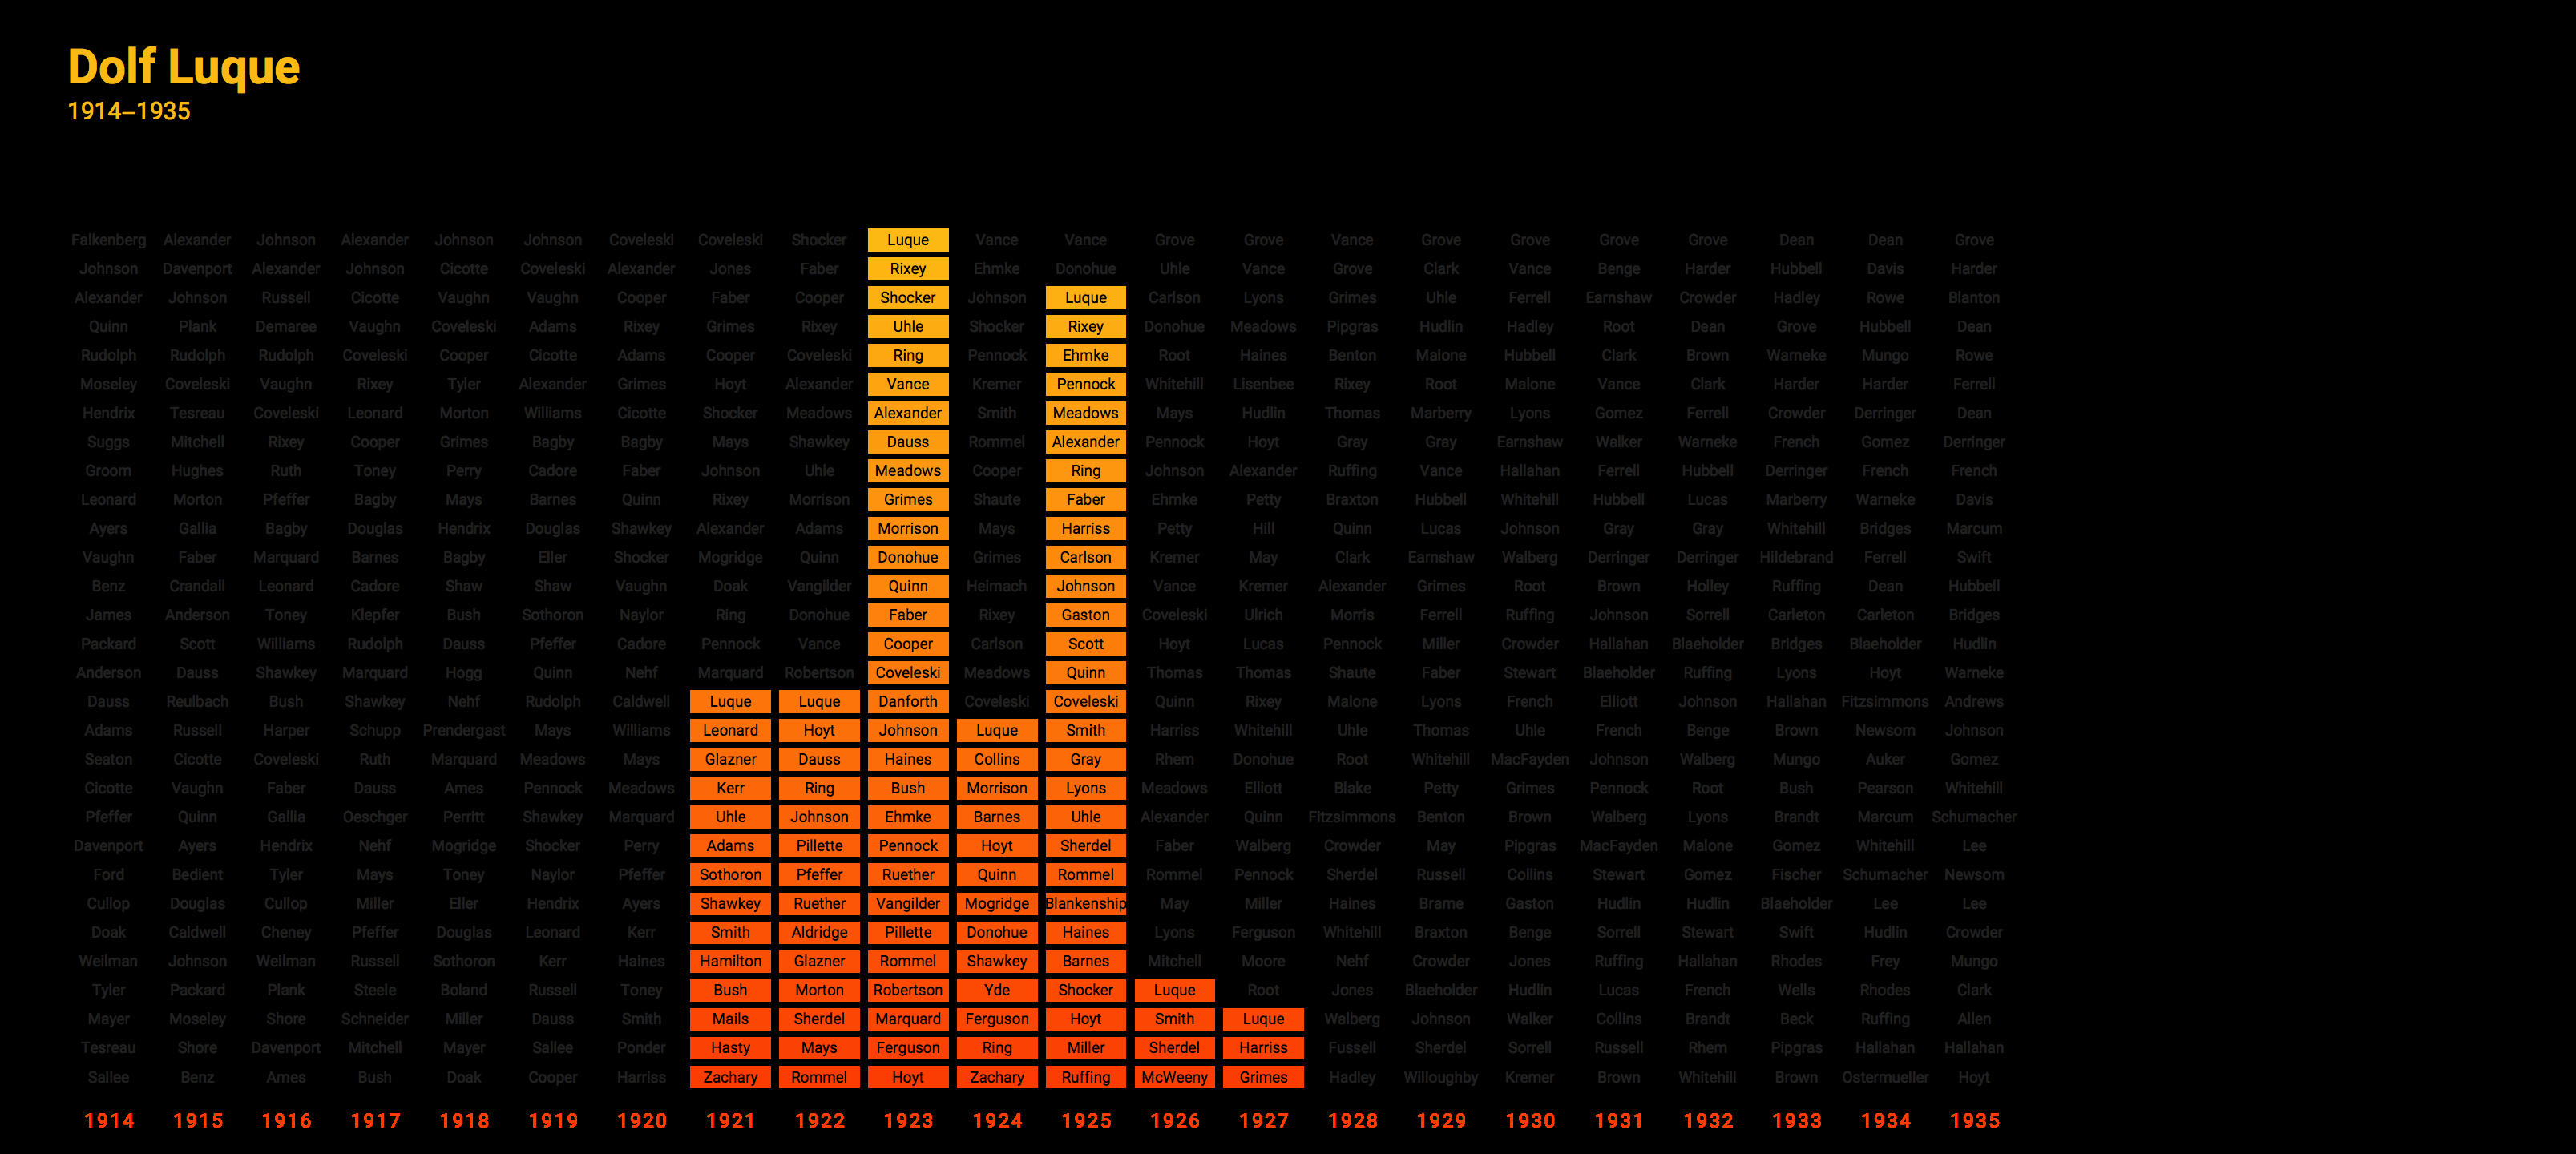 Dolf Luque
1914–1935
Falkenberg Alexander Johnson Alexander Johnson Johnson Coveleski Coveleski Shocker Luque Vance Vance Grove Grove Vance Grove Grove Grove Grove Dean Dean Grove
Johnson Davenport Alexander Johnson Cicotte Coveleski Alexander Jones Faber Rixey Ehmke Donohue Uhle Vance Grove Clark Vance Benge Harder Hubbell Davis Harder
Alexander Johnson Russell Cicotte Vaughn Vaughn Cooper Faber Cooper Shocker Johnson Luque Carlson Lyons Grimes Uhle Ferrell Earnshaw Crowder Hadley Rowe Blanton
Quinn Plank Demaree Vaughn Coveleski Adams Rixey Grimes Rixey Uhle Shocker Rixey Donohue Meadows Pipgras Hudlin Hadley Root Dean Grove Hubbell Dean
Rudolph Rudolph Rudolph Coveleski Cooper Cicotte Adams Cooper Coveleski Ring Pennock Ehmke Root Haines Benton Malone Hubbell Clark Brown Warneke Mungo Rowe
Moseley Coveleski Vaughn Rixey Tyler Alexander Grimes Hoyt Alexander Vance Kremer Pennock Whitehill Lisenbee Rixey Root Malone Vance Clark Harder Harder Ferrell
Hendrix Tesreau Coveleski Leonard Morton Williams Cicotte Shocker Meadows Alexander Smith Meadows Mays Hudlin Thomas Marberry Lyons Gomez Ferrell Crowder Derringer Dean
Suggs Mitchell Rixey Cooper Grimes Bagby Bagby Mays Shawkey Dauss Rommel Alexander Pennock Hoyt Gray Gray Earnshaw Walker Warneke French Gomez Derringer
Groom Hughes Ruth Toney Perry Cadore Faber Johnson Uhle Meadows Cooper Ring Johnson Alexander Ruffing Vance Hallahan Ferrell Hubbell Derringer French French
Leonard Morton Pfeffer Bagby Mays Barnes Quinn Rixey Morrison Grimes Shaute Faber Ehmke Petty Braxton Hubbell Whitehill Hubbell Lucas Marberry Warneke Davis
Ayers Gallia Bagby Douglas Hendrix Douglas Shawkey Alexander Adams Morrison Mays Harriss Petty Hill Quinn Lucas Johnson Gray Gray Whitehill Bridges Marcum
Vaughn Faber Marquard Barnes Bagby Eller Shocker Mogridge Quinn Donohue Grimes Carlson Kremer May Clark Earnshaw Walberg Derringer Derringer Hildebrand Ferrell Swift
Benz Crandall Leonard Cadore Shaw Shaw Vaughn Doak Vangilder Quinn Helmach Johnson Vance Kremer Alexander Grimes Root Brown Holley Ruffing Dean Hubbell
James Anderson Toney Klepfer Bush Sothoron Naylor Ring Donohue Faber Rixey Gaston Coveleski Ulrich Morris Ferrell Ruffing Johnson Sorrell Carleton Carleton Bridges
Packard Scott Williams Rudolph Dauss Pfeffer Cadore Pennock Vance Cooper Carlson Scott Hoyt Lucas Pennock Miller Crowder Hallahan Blaeholder Bridges Blaeholder Hudlin
Anderson Dauss Shawkey Marquard Hogg Quinn Nehf Marquard Robertson Coveleski Meadows Quinn Thomas Thomas Shaute Faber Stewart Blaeholder Ruffing Lyons Hoyt Warneke
Dauss Reulbach Bush Shawkey Nehf Rudolph Caldwell Luque Luque Danforth Coveleski Coveleski Quinn Rixey Malone Lyons French Elliott Johnson Hallahan Fitzsimmons Andrews
Adams Russell Harper Schupp Prendergast Mays Williams Leonard Hoyt Johnson Luque Smith Harriss Whitehill Uhle Thomas Uhle French Benge Brown Newsom Johnson
Seaton Cicotte Coveleski Ruth Marquard Meadows Mays Glazner Dauss Haines Collins Gray Rhem Donohue Root Whitehill MacFayden Johnson Walberg Mungo Auker Gomez
Cicotte Vaughn Faber Dauss Ames Pennock Meadows Kerr Ring Bush Morrison Lyons Meadows Elliott Blake Petty Grimes Pennock Root Bush Pearson Whitehill
Pfeffer Quinn Gallia Oeschger Perritt Shawkey Marquard Uhle Johnson Ehmke Barnes Uhle Alexander Quinn Fitzsimmons Benton Brown Walberg Lyons Brandt Marcum Schumacher
Davenport Ayers Hendrix Nehf Mogridge Shocker Perry Adams Pillette Pennock Hoyt Sherdel Faber Walberg Crowder May Pipgras MacFayden Malone Gomez Whitehill Lee
Ford Bedient Tyler Mays Toney Naylor Pfeffer Sothoron Pfeffer Ruether Quinn Rommel Rommel Pennock Sherdel Russell Collins Stewart Gomez Fischer Schumacher Newsom
Cullop Douglas Cullop Miller Eller Hendrix Ayers Shawkey Ruether Vangilder Mogridge Blankenship May Miller Haines Brame Gaston Hudlin Hudlin Blaeholder Lee Lee
Doak Caldwell Cheney Pfeffer Douglas Leonard Kerr Smith Aldridge Pillette Donohue Haines Lyons Ferguson Whitehill Braxton Benge Sorrell Stewart Swift Hudlin Crowder
Weilman Johnson Weilman Russell Sothoron Kerr Haines Hamilton Glazner Rommel Shawkey Barnes Mitchell Moore Nehf Crowder Jones Ruffing Hallahan Rhodes Frey Mungo
Tyler Packard Plank Steele Boland Russell Toney Bush Morton Robertson Yde Shocker Luque Root Jones Blaeholder Hudlin Lucas French Wells Rhodes Clark
Mayer Moseley Shore Schneider Miller Dauss Smith Mails Sherdel Marquard Ferguson Hoyt Smith Luque Walberg Johnson Walker Collins Brandt Beck Ruffing Allen
Tesreau Shore Davenport Mitchell Mayer Sallee Ponder Hasty Mays Ferguson Ring Miller Sherdel Harriss Fussell Sherdel Sorrell Russell Rhem Pipgras Hallahan Hallahan
Sallee Benz Ames Bush Doak Cooper Harriss Zachary Rommel Hoyt Zachary Ruffing McWeeny Grimes Hadley Willoughby Kremer Brown Whitehill Brown Ostermueller Hoyt
1914 1915 1916 1917 1918 1919 1920 1921 1922 1923 1924 1925 1926 1927 1928 1929 1930 1931 1932 1933 1934 1935